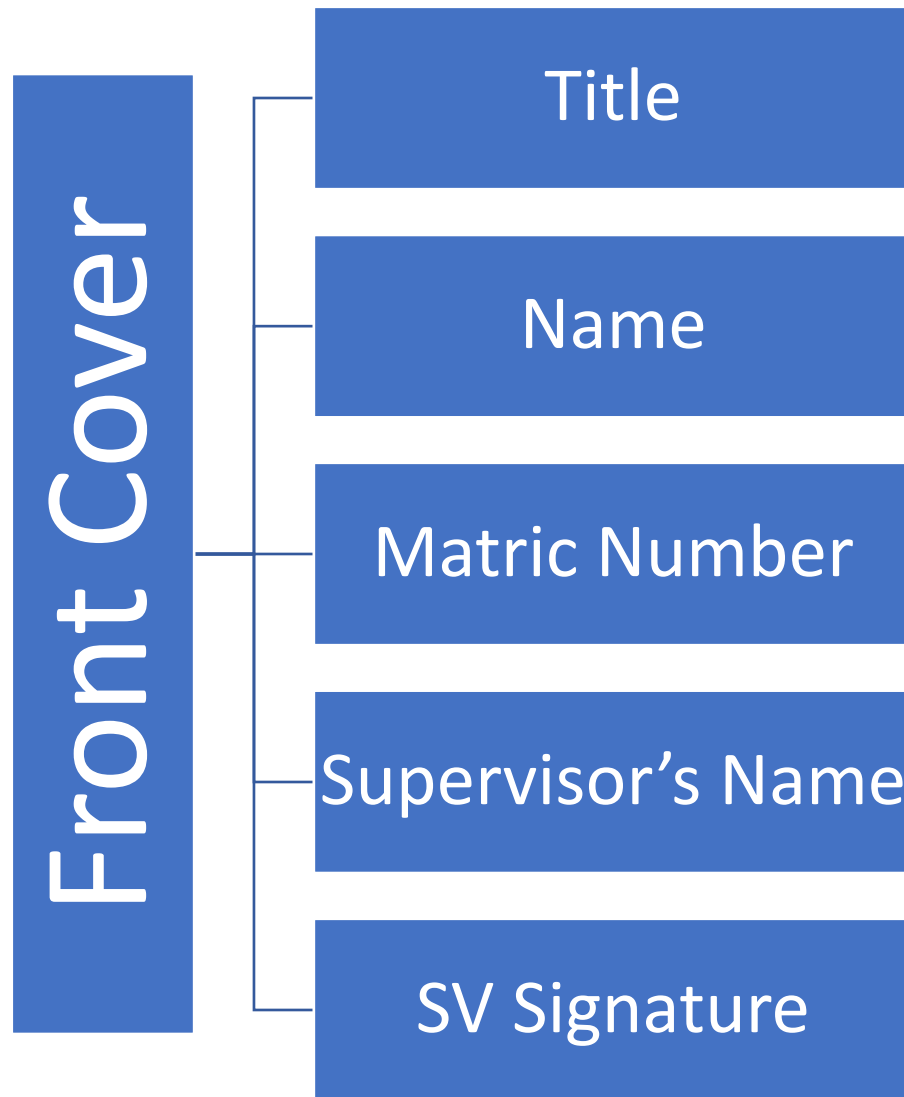 Front Cover
Title
Name
Matric Number
Supervisor’s Name
SV Signature